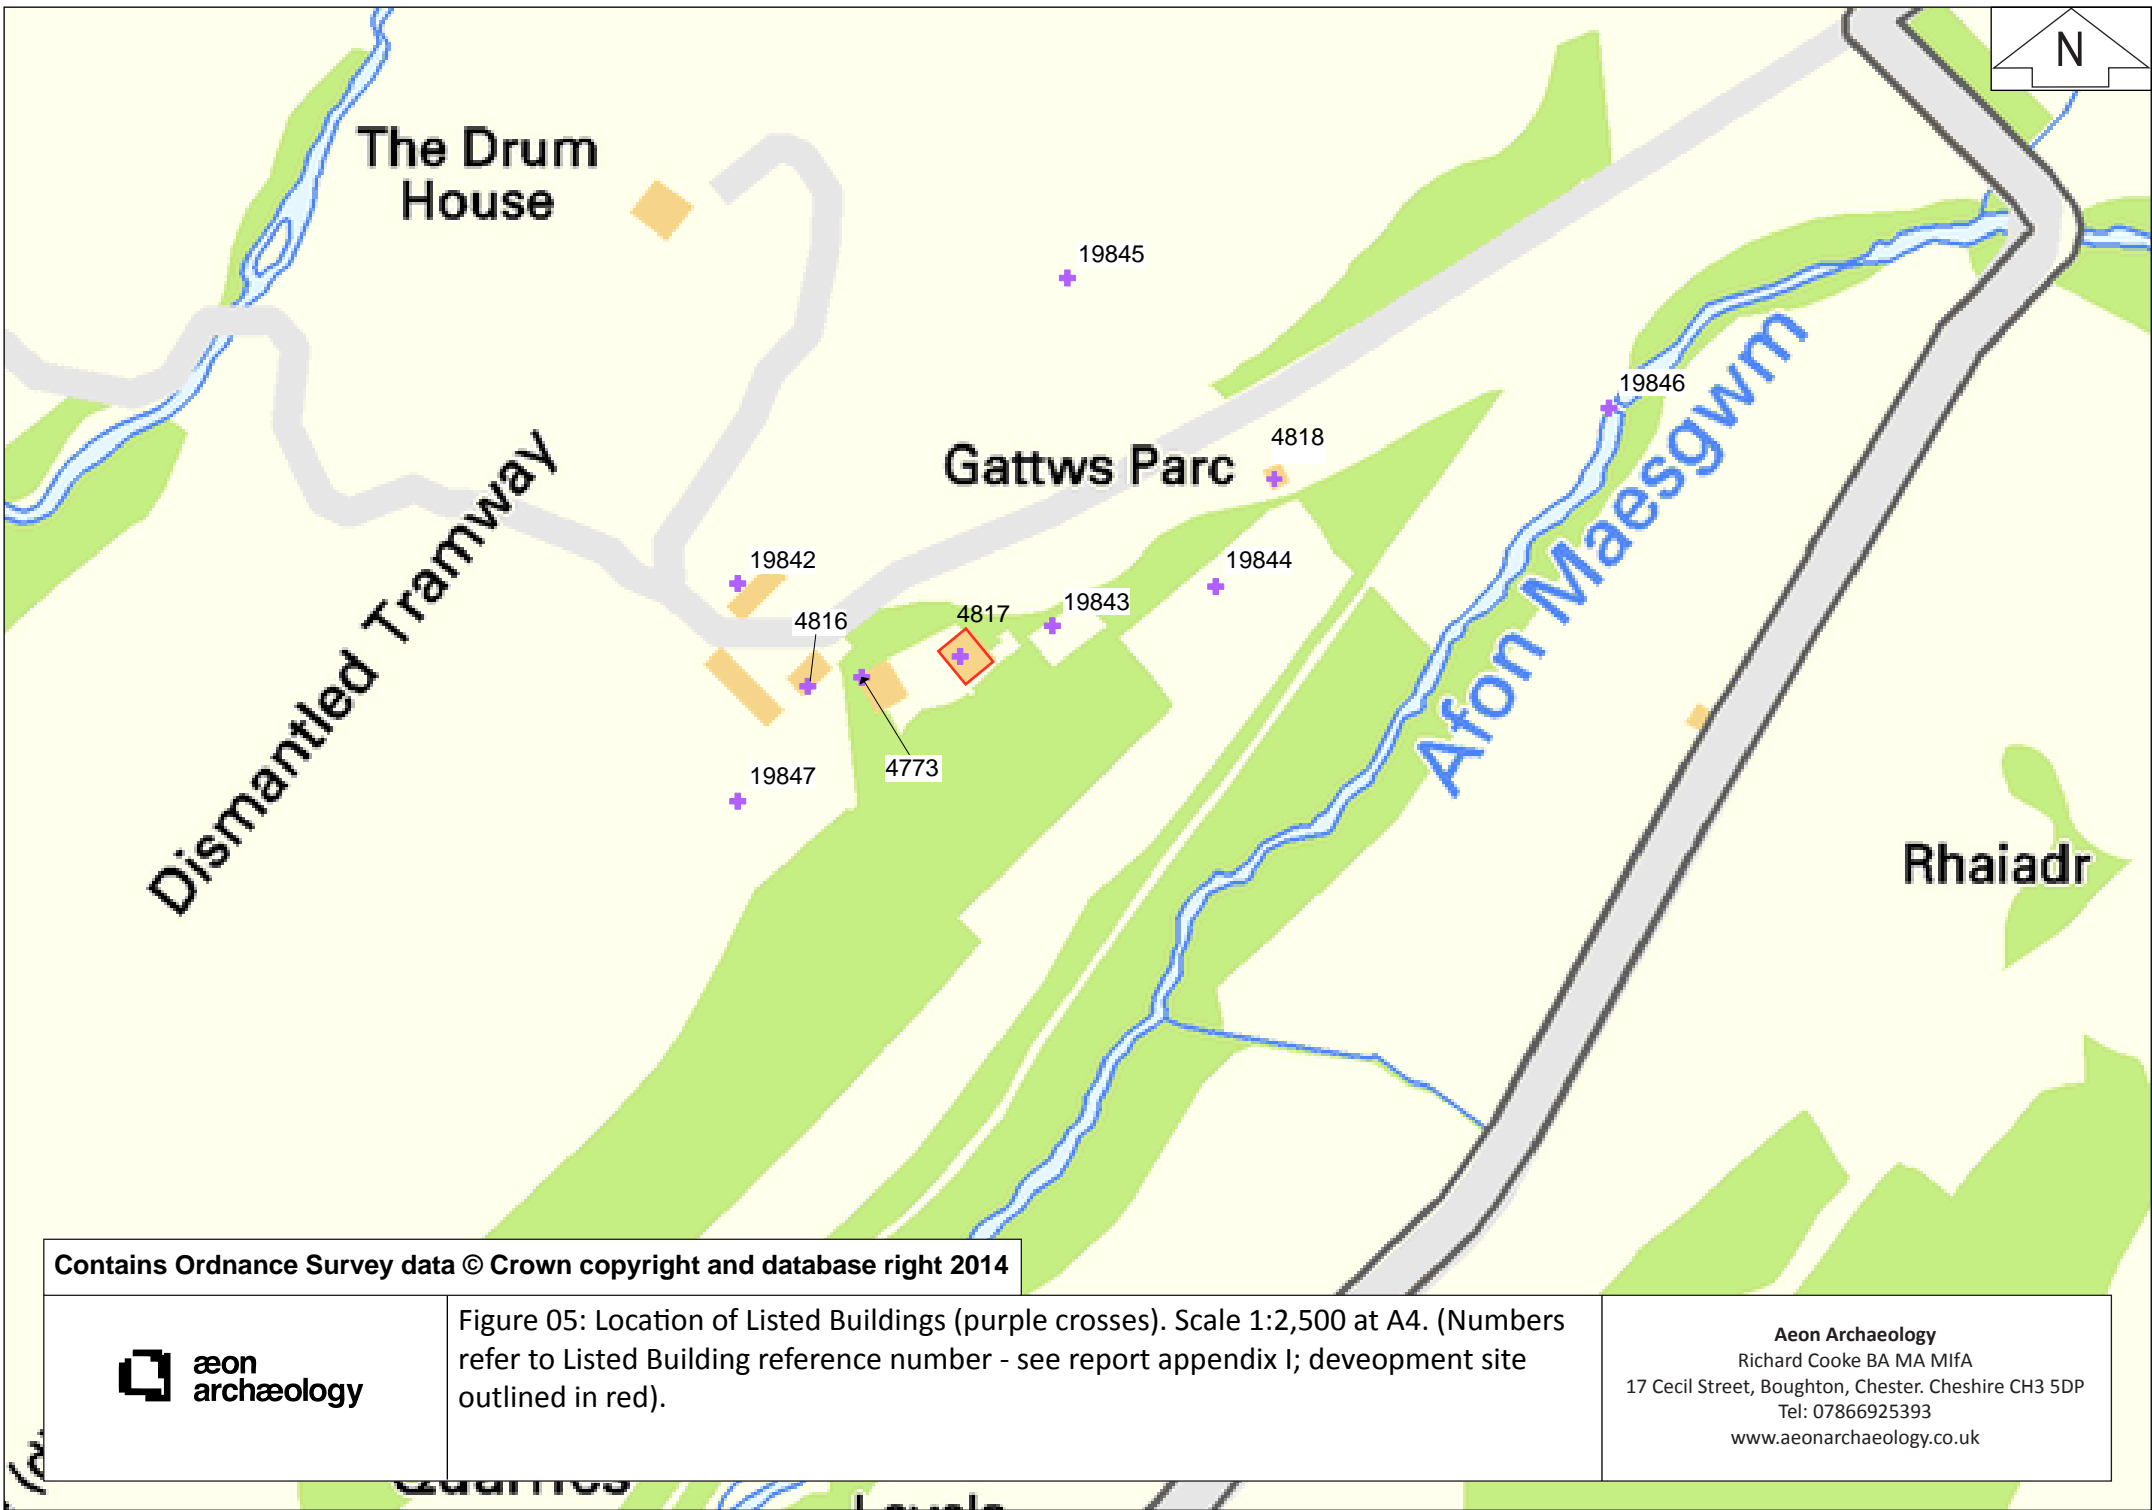 N
The Drum
House
19845
19846
4818
Gattws Parc
Afon Maesgwm
Dismantled Tramway
19842
19844
19843
4817
4816
4773
19847
Rhaiadr
Contains Ordnance Survey data © Crown copyright and database right 2014
æon
archæology
Figure 05: Location of Listed Buildings (purple crosses). Scale 1:2,500 at A4. (Numbers
refer to Listed Building reference number - see report appendix I; deveopment site
outlined in red).
Aeon Archaeology
Richard Cooke BA MA MIfA
17 Cecil Street, Boughton, Chester. Cheshire CH3 5DP
Tel: 07866925393
www.aeonarchaeology.co.uk
Quarries
Levels